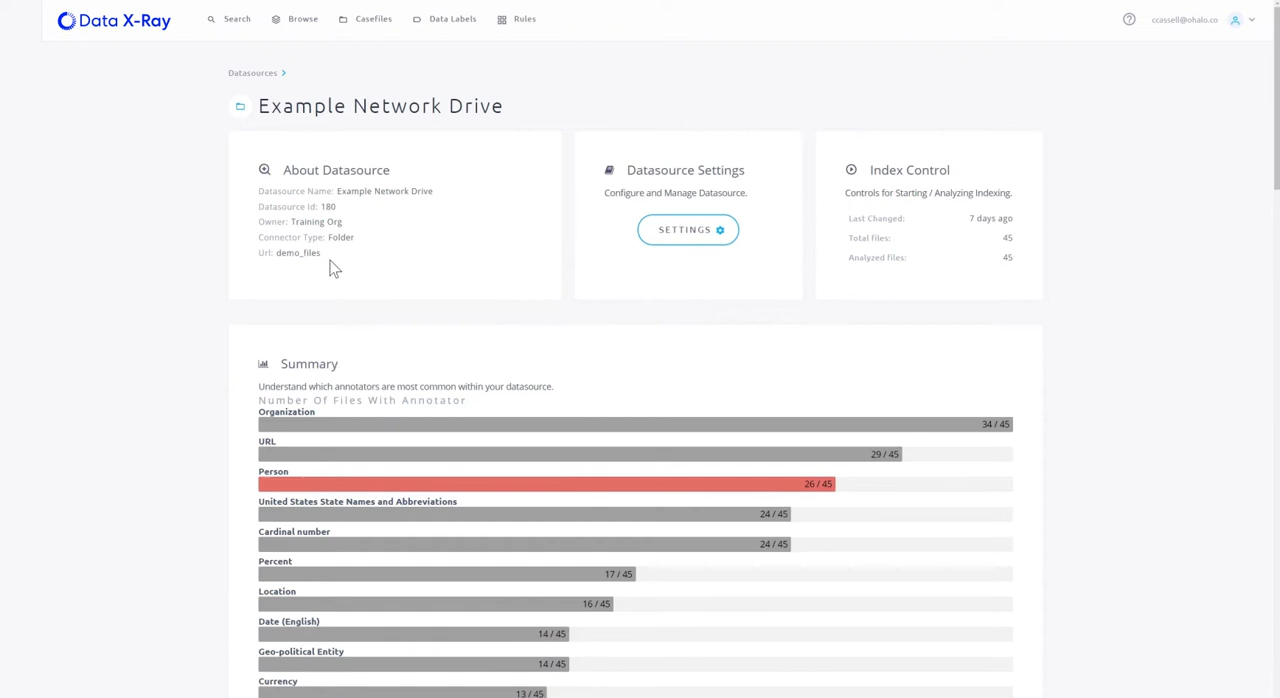 Data X-Ray
Search
Browse
Casefiles
Data Labels
Rules
ccassell@ohalo.co
Datasources
Example Network Drive
About Datasource
Datasource Name: Example Network Drive
Datasource Id: 180
Owner: Training Org
Connector Type: Folder
Url: demo_files
Datasource Settings
Configure and Manage Datasource.
SETTINGS
Index Control
Controls for Starting / Analyzing Indexing.
Last Changed: 7 days ago
Total files: 45
Analyzed files: 45
Summary
Understand which annotators are most common within your datasource.
Number Of Files With Annotator
Organization
34 / 45
URL
29 / 45
Person
26 / 45
United States State Names and Abbreviations
24 / 45
Cardinal number
24 / 45
Percent
17 / 45
Location
16 / 45
Date (English)
14 / 45
Geo-political Entity
14 / 45
Currency
13 / 45